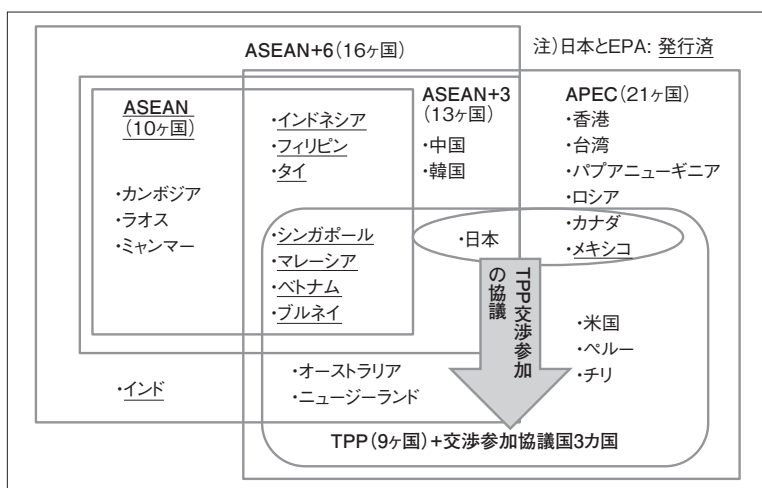 ASEAN+6(16ヶ国)
注)日本とEPA: 発行済
ASEAN
(10ヶ国)
・カンボジア
・ラオス
・ミャンマー
・インドネシア
・フィリピン
・タイ
・シンガポール
・マレーシア
・ベトナム
・ブルネイ
ASEAN+3
(13ヶ国)
・中国
・韓国
・日本
APEC(21ヶ国)
・香港
・台湾
・パプアニューギニア
・ロシア
・カナダ
・メキシコ
TPP交渉参加
の協議
・米国
・ペルー
・チリ
・インド
・オーストラリア
・ニュージーランド
TPP(9ヶ国)+交渉参加協議国3カ国